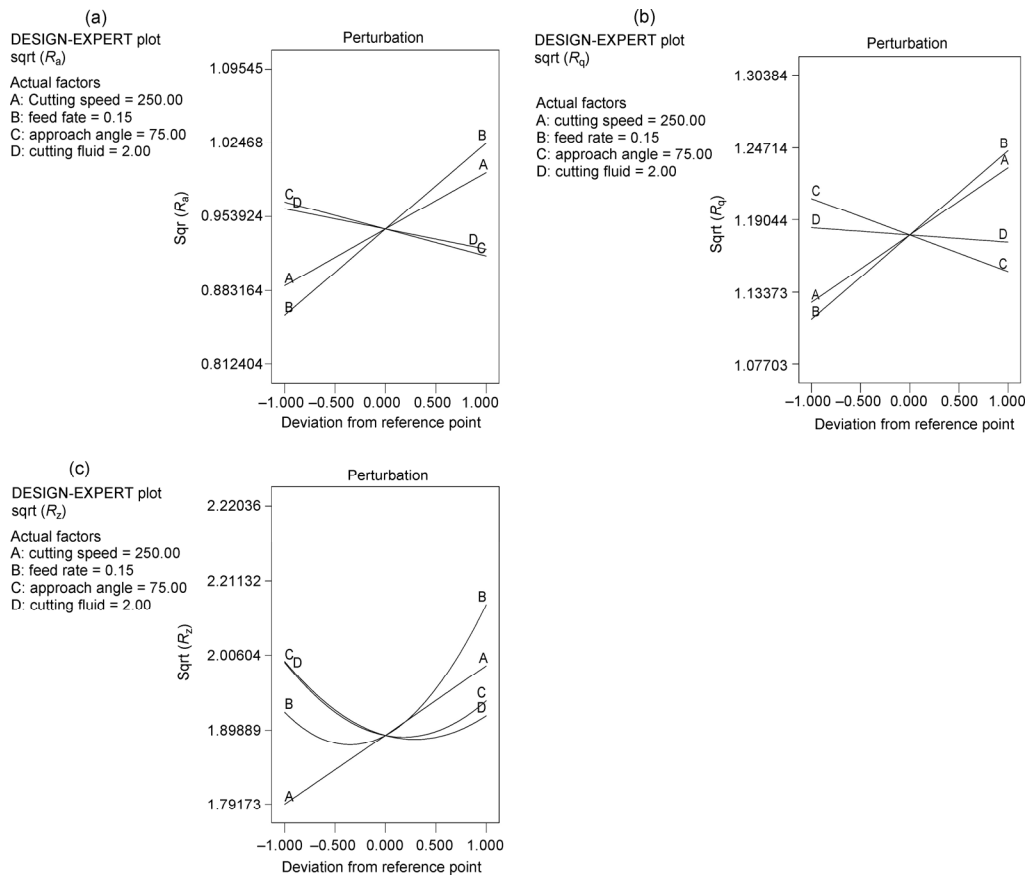 (a)
DESIGN-EXPERT plot
sqrt (Ra)
Actual factors
A: Cutting speed = 250.00
B: feed rate = 0.15
C: approach angle = 75.00
D: cutting fluid = 2.00
Perturbation
1.09545
1.02468
0.953924
0.883164
0.812404
Sqr (Ra)
C
D
A
B
B
A
D
C
–1.000 –0.500 0.000 0.500 1.000
Deviation from reference point
(b)
DESIGN-EXPERT plot
sqrt (Rq)
Actual factors
A: cutting speed = 250.00
B: feed rate = 0.15
C: approach angle = 75.00
D: cutting fluid = 2.00
Perturbation
1.30384
1.24714
1.19044
1.13373
1.07703
Sqrt (Rq)
C
D
A
B
B
A
D
C
–1.000 –0.500 0.000 0.500 1.000
Deviation from reference point
(c)
DESIGN-EXPERT plot
sqrt (Rz)
Actual factors
A: cutting speed = 250.00
B: feed rate = 0.15
C: approach angle = 75.00
D: cutting fluid = 2.00
Perturbation
2.22036
2.21132
2.00604
1.89889
1.79173
Sqrt (Rz)
C
D
B
A
B
A
C
D
–1.000 –0.500 0.000 0.500 1.000
Deviation from reference point